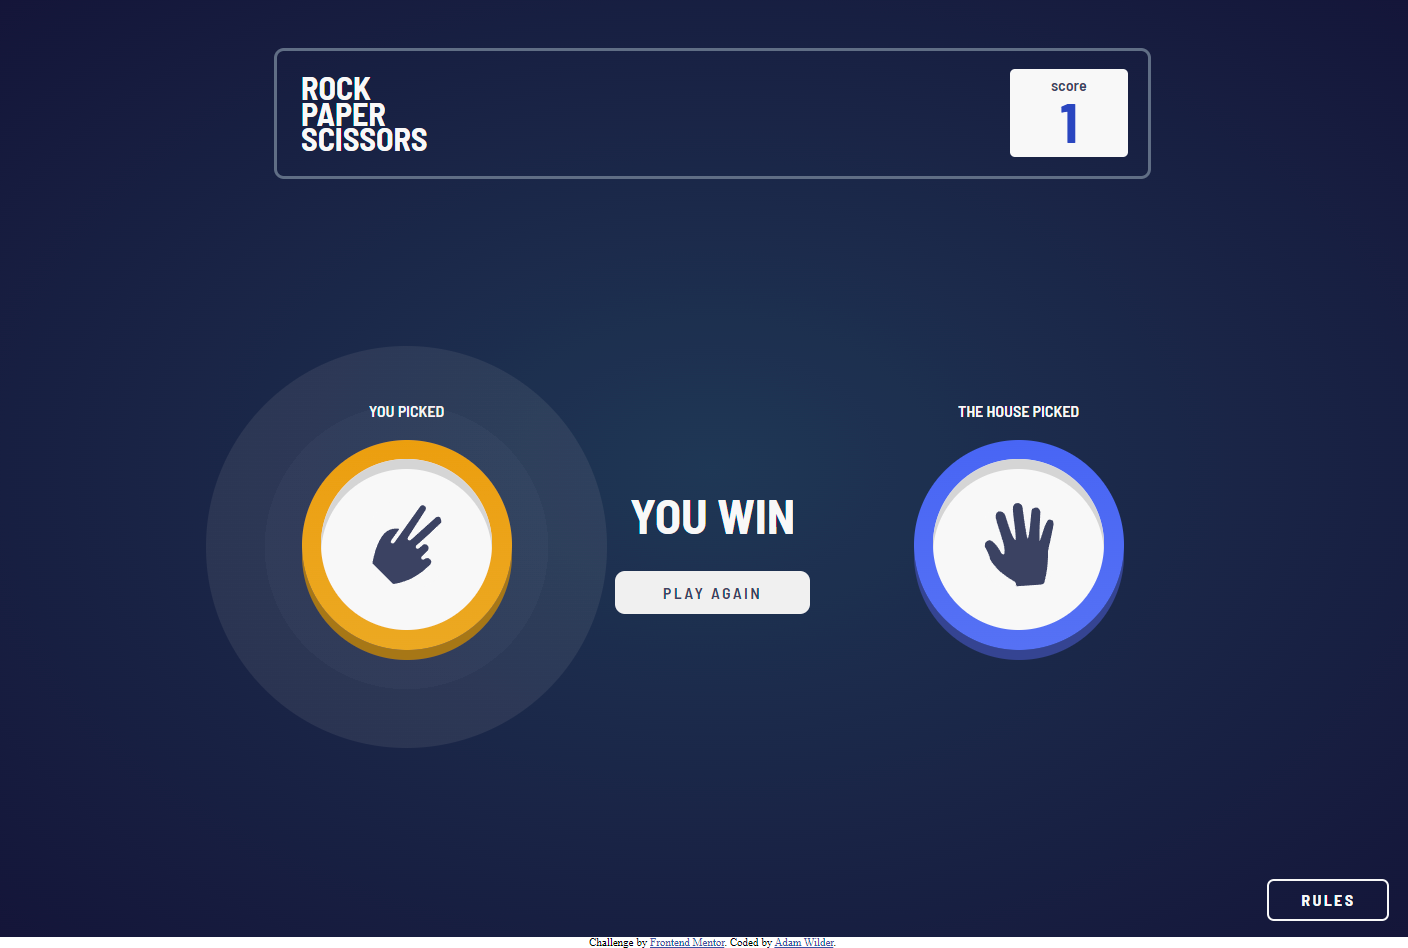 ROCK
PAPER
SCISSORS
score
1
YOU PICKED
THE HOUSE PICKED
YOU WIN
PLAY AGAIN
RULES
Challenge by Frontend Mentor. Coded by Adam Wilder.